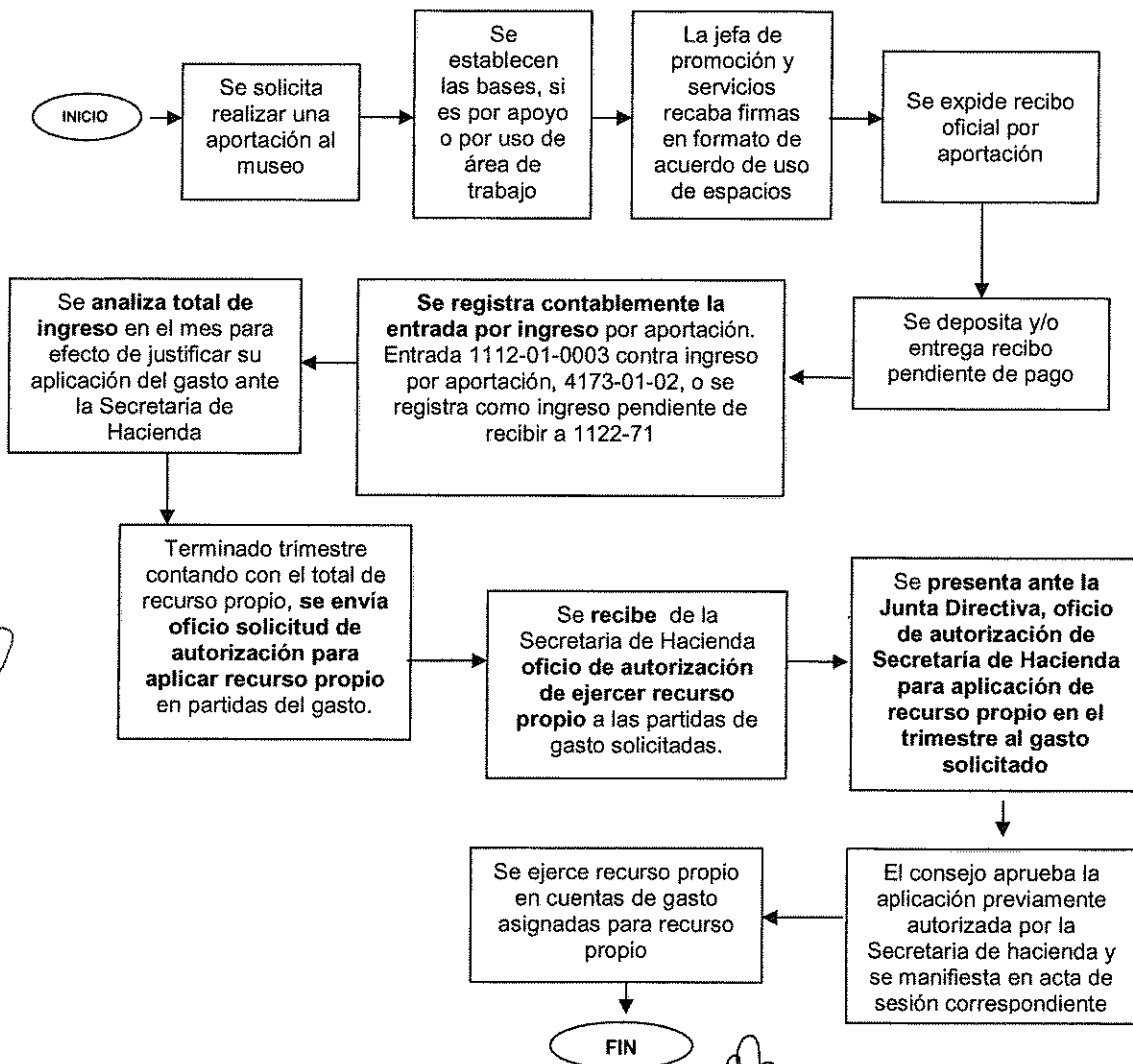 INICIO
Se solicita
realizar una
aportación al
museo
Se
establecen
las bases, si
es por apoyo
o por uso de
área de
trabajo
La jefa de
promoción y
servicios
recaba firmas
en formato de
acuerdo de uso
de espacios
Se expide recibo
oficial por
aportación
Se deposita y/o
entrega recibo
pendiente de pago
Se registra contablemente la
entrada por ingreso por aportación.
Entrada 1112-01-0003 contra ingreso
por aportación, 4173-01-02, o se
registra como ingreso pendiente de
recibir a 1122-71
Se analiza total de
ingreso en el mes para
efecto de justificar su
aplicación del gasto ante
la Secretaria de
Hacienda
Terminado trimestre
contando con el total de
recurso propio, se envía
oficio solicitud de
autorización para
aplicar recurso propio
en partidas del gasto.
Se recibe de la
Secretaria de Hacienda
oficio de autorización
de ejercer recurso
propio a las partidas de
gasto solicitadas.
Se presenta ante la
Junta Directiva, oficio
de autorización de
Secretaría de Hacienda
para aplicación de
recurso propio en el
trimestre al gasto
solicitado
El consejo aprueba la
aplicación previamente
autorizada por la
Secretaria de hacienda y
se manifiesta en acta de
sesión correspondiente
Se ejerce recurso propio
en cuentas de gasto
asignadas para recurso
propio
FIN